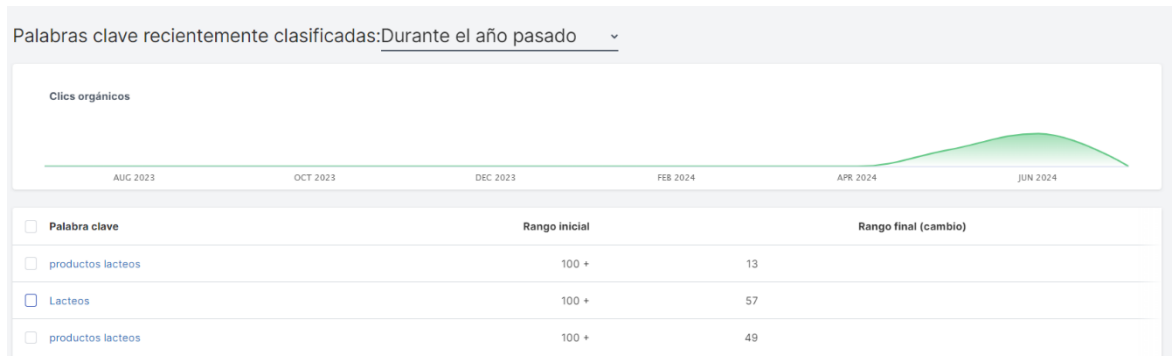 Palabras clave recientemente clasificadas:Durante el año pasado
Clics orgánicos
AUG 2023 OCT 2023 DEC 2023 FEB 2024 APR 2024 JUN 2024
Palabra clave Rango inicial Rango final (cambio)
productos lacteos 100 + 13
Lacteos 100 + 57
productos lacteos 100 + 49